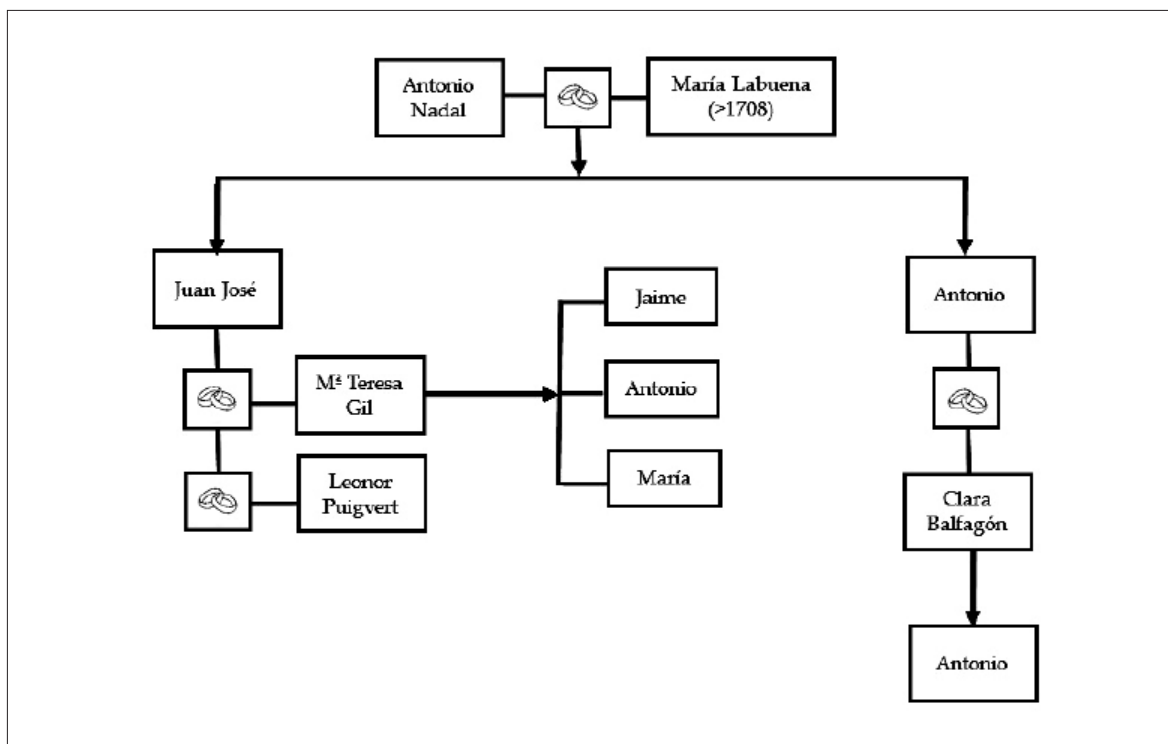 Antonio
Nadal
María Labuena
(>1708)
Juan José
Antonio
Jaime
Mª Teresa
Gil
Antonio
María
Leonor
Puigvert
Clara
Balfagón
Antonio